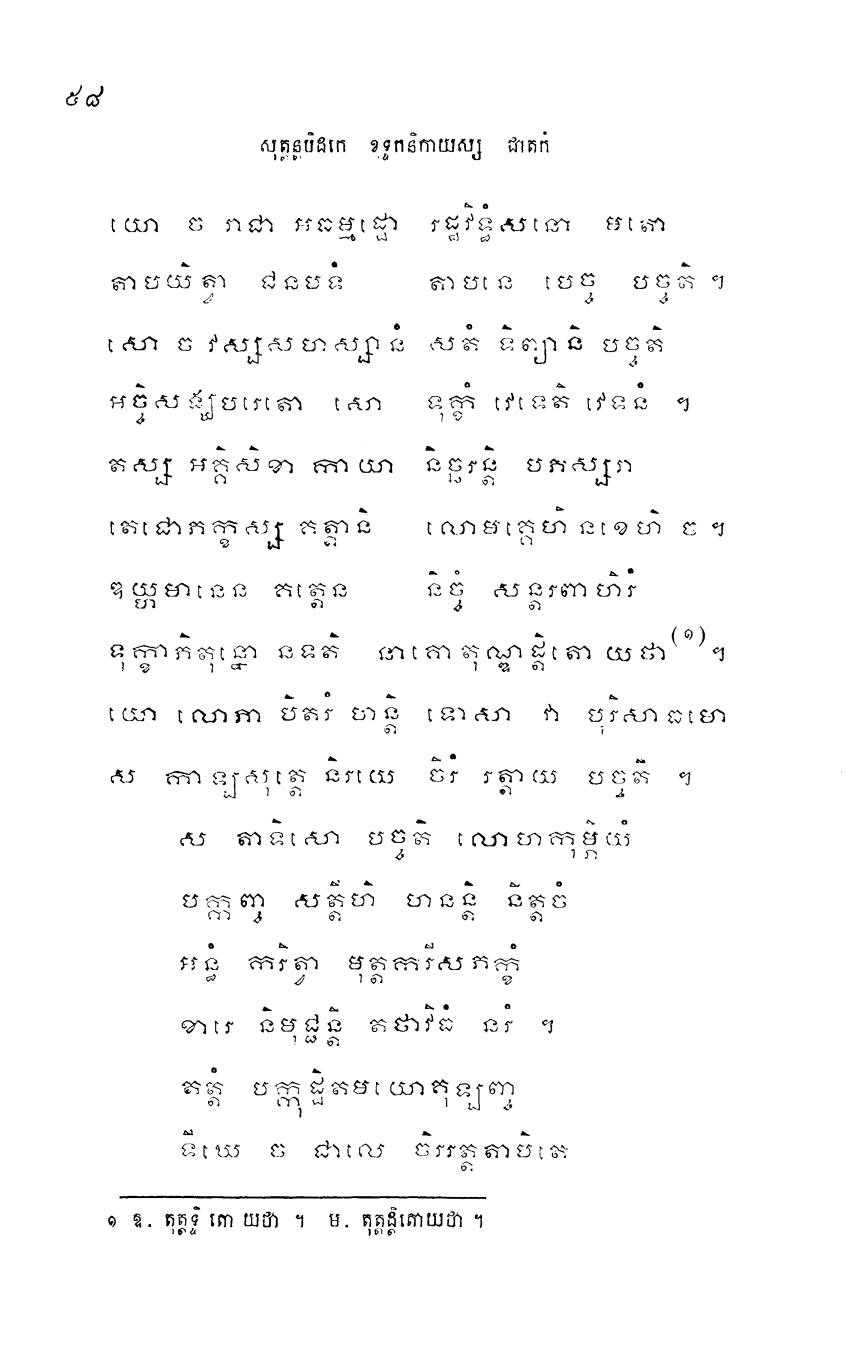 ៥៨
សុត្តន្តបិដកេ ខុទ្ទកនិកាយស្ស ជាតកំ
យោ ច រាជា អធម្មដ្ឋោ រដ្ឋវិទ្ធំសនោ មតោ
តាបយិត្វា ជនបទំ តាបនេ បេច្ច បច្ចតិ ។
សោ ច វស្សសហស្សានំ សតំ ទិព្យានិ បច្ចតិ
អច្ចិសង្ឃបរេតោ សោ ទុក្ខំ វេទេតិ វេទនំ ។
តស្ស អគ្គិសិខា កាយា និច្ឆរន្តិ បភស្សរា
តេជោភក្ខស្ស គត្តានិ លោមគ្គេហិ នខេហិ ច ។
ឌយ្ហមានេន គត្តេន និច្ចំ សន្តរពាហិរំ
ទុក្ខាភិតុន្នោ នទតិ នាគោ តុណ្ឌដ្តិតោ យថា(១)។
យោ លោភា បិតរំ ហន្តិ ទោសា វា បុរិសាធមោ
ស កាឡសុត្តេ និរយេ ចិរំ រត្តាយ បច្ចតិ ។
ស តាទិសោ បច្ចតិ លោហកុម្ភិយំ
បក្កញ្ច សត្តីហិ ហនន្តិ និត្តចំ
អន្ធំ ការិត្វា មុត្តករីសភក្ខំ
ខារេ និមុជ្ជន្តិ តថាវិធំ នរំ ។
តត្តំ បក្កុដ្ឋិតមយោគុឡញ្ច
ទីឃេ ច ជាលេ ចិររត្តតាបិតេ
១ ឱ. តុត្តទ្ទិ តោ យថា ។ ម. តុត្តដ្តិតោយថា ។